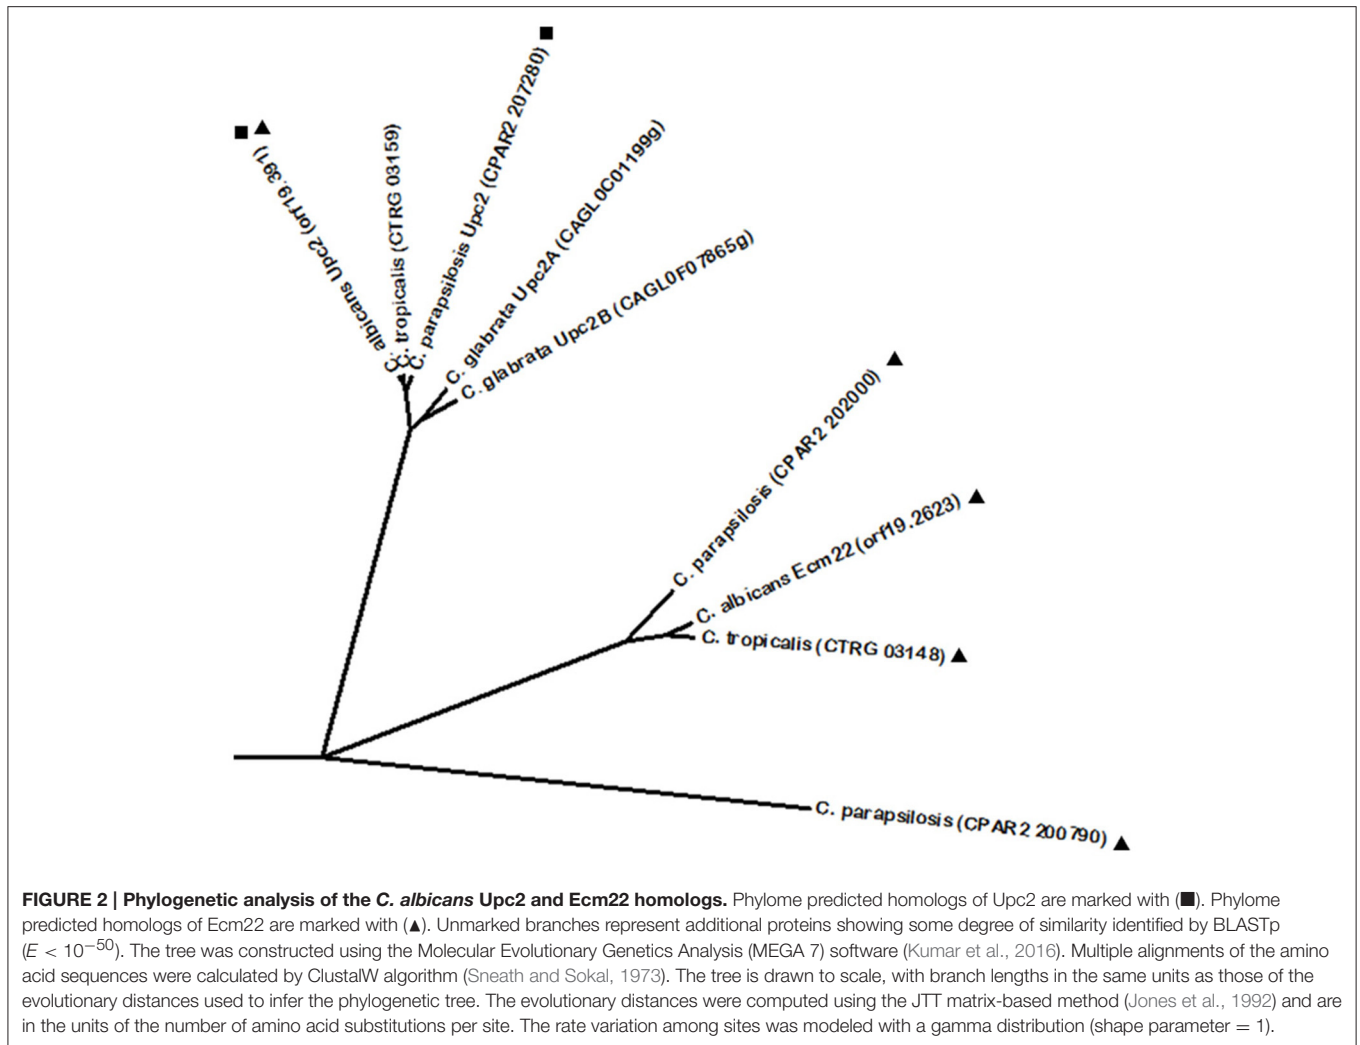 C. albicans Upc2 (orf19.391)
C. tropicalis (CTRG 03159)
C. parapsilosis Upc2 (CPAR2 207280)
C. glabrata Upc2A (CAGL0C01199g)
C. glabrata Upc2B (CAGL0F07865g)
C. parapsilosis (CPAR2 202000)
C. albicans Ecm22 (orf19.2623)
C. tropicalis (CTRG 03148)
C. parapsilosis (CPAR2 200790)
FIGURE 2 | Phylogenetic analysis of the C. albicans Upc2 and Ecm22 homologs. Phylome predicted homologs of Upc2 are marked with (■). Phylome
predicted homologs of Ecm22 are marked with (▲). Unmarked branches represent additional proteins showing some degree of similarity identified by BLASTp
(E < 10⁻⁵⁰). The tree was constructed using the Molecular Evolutionary Genetics Analysis (MEGA 7) software (Kumar et al., 2016). Multiple alignments of the amino
acid sequences were calculated by ClustalW algorithm (Sneath and Sokal, 1973). The tree is drawn to scale, with branch lengths in the same units as those of the
evolutionary distances used to infer the phylogenetic tree. The evolutionary distances were computed using the JTT matrix-based method (Jones et al., 1992) and are
in the units of the number of amino acid substitutions per site. The rate variation among sites was modeled with a gamma distribution (shape parameter = 1).